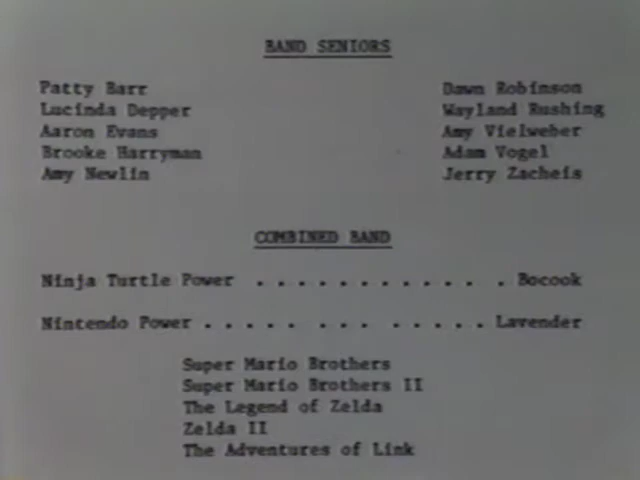 BAND SENIORS
Patty Barr Dawn Robinson
Lucinda Depper Wayland Rushing
Aaron Evans Amy Vielweber
Brooke Harryman Adam Vogel
Amy Newlin Jerry Zacheis
COMBINED BAND
Ninja Turtle Power . . . . . . . . . . . . . Bocook
Nintendo Power . . . . . . . . . . . . . Lavender
Super Mario Brothers
Super Mario Brothers II
The Legend of Zelda
Zelda II
The Adventures of Link